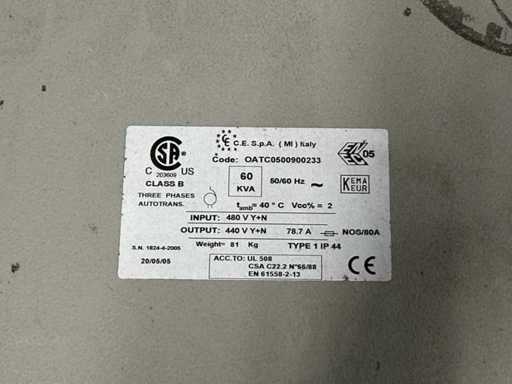 C.E. S.p.A. ( MI ) Italy
Code: OATC0500900233
05
C US
203609
CLASS B
60
KVA
50/60 Hz ~
KEMA
KEUR
THREE PHASES
AUTOTRANS.
tamb= 40 ° C Vcc% = 2
INPUT: 480 V Y+N
OUTPUT: 440 V Y+N 78.7 A NOS/80A
S.N. 1824-4-2005
Weight= 81 Kg
TYPE 1 IP 44
20/05/05
ACC.TO: UL 508
CSA C22.2 N°66/88
EN 61558-2-13
CE